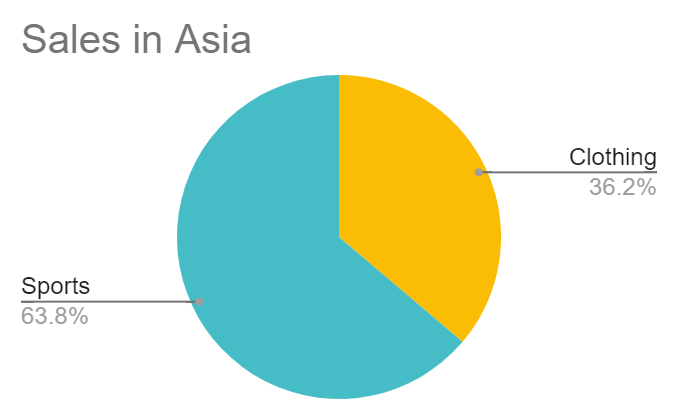 Sales in Asia
Clothing
36.2%
Sports
63.8%